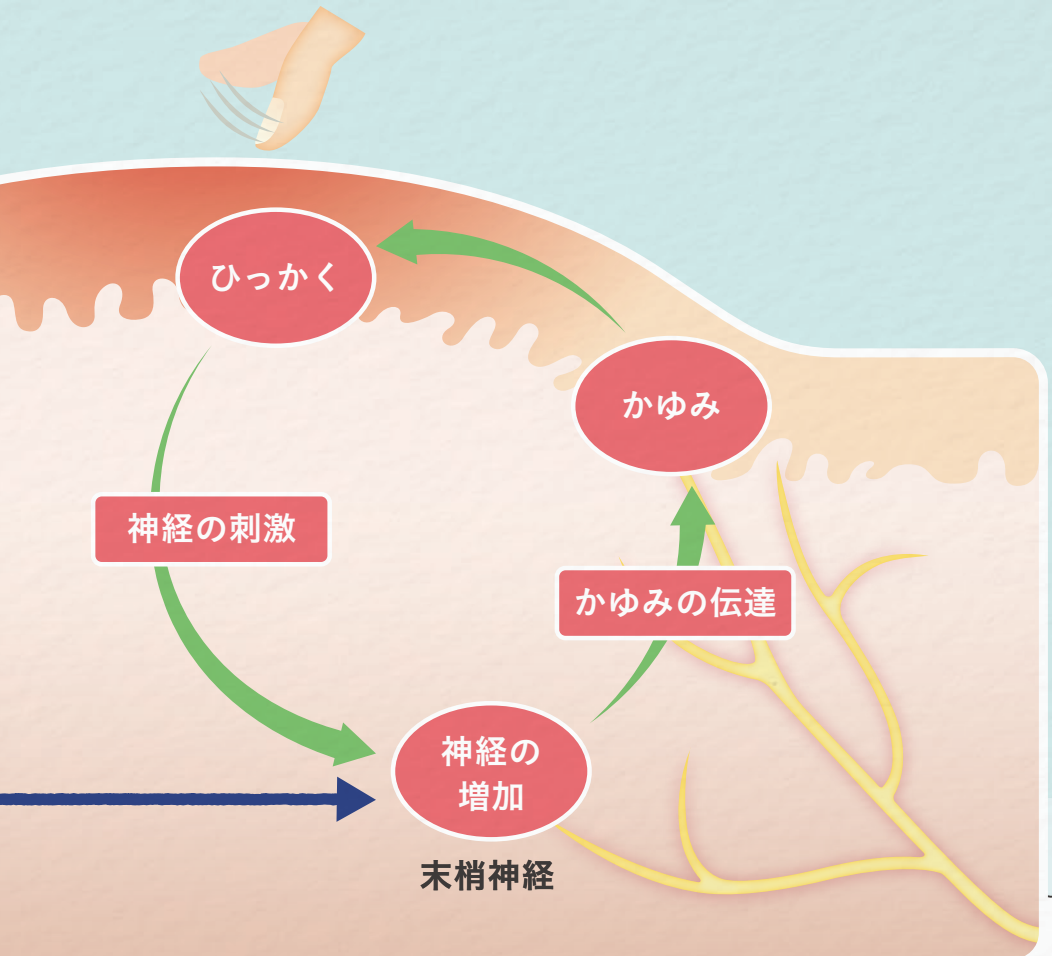 ひっかく
かゆみ
神経の刺激
かゆみの伝達
神経の
増加
末梢神経